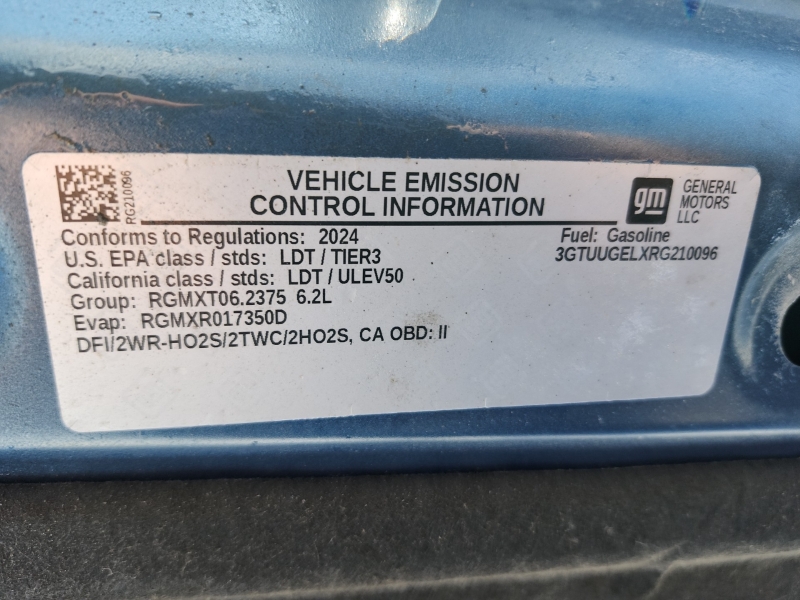 RG210096
VEHICLE EMISSION
CONTROL INFORMATION
gm
GENERAL
MOTORS
LLC
Conforms to Regulations: 2024
Fuel: Gasoline
U.S. EPA class / stds: LDT / TIER3
3GTUUGELXRG210096
California class / stds: LDT / ULEV50
Group: RGMXT06.2375 6.2L
Evap: RGMXR017350D
DFI/2WR-HO2S/2TWC/2HO2S, CA OBD: II